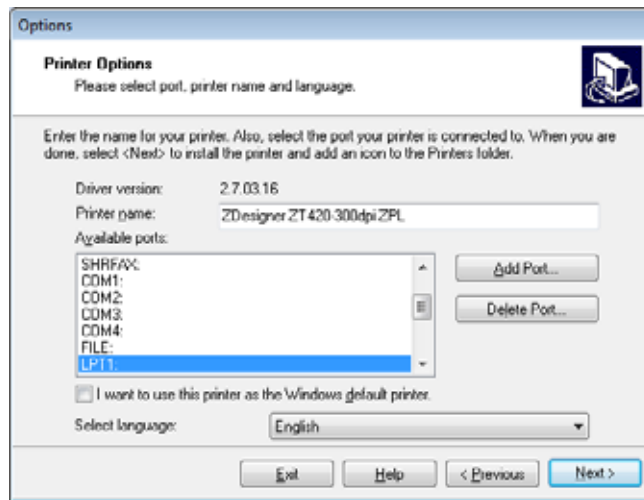 Options
Printer Options
Please select port, printer name and language.
Enter the name for your printer. Also, select the port your printer is connected to. When you are
done, select <Next> to install the printer and add an icon to the Printers folder.
Driver version: 2.7.03.16
Printer name: ZDesigner ZT420-300dpi ZPL
Available ports:
SHRFAX:
COM1:
COM2:
COM3:
COM4:
FILE:
LPT1:
Add Port...
Delete Port...
I want to use this printer as the Windows default printer.
Select language: English
Exit Help < Previous Next >